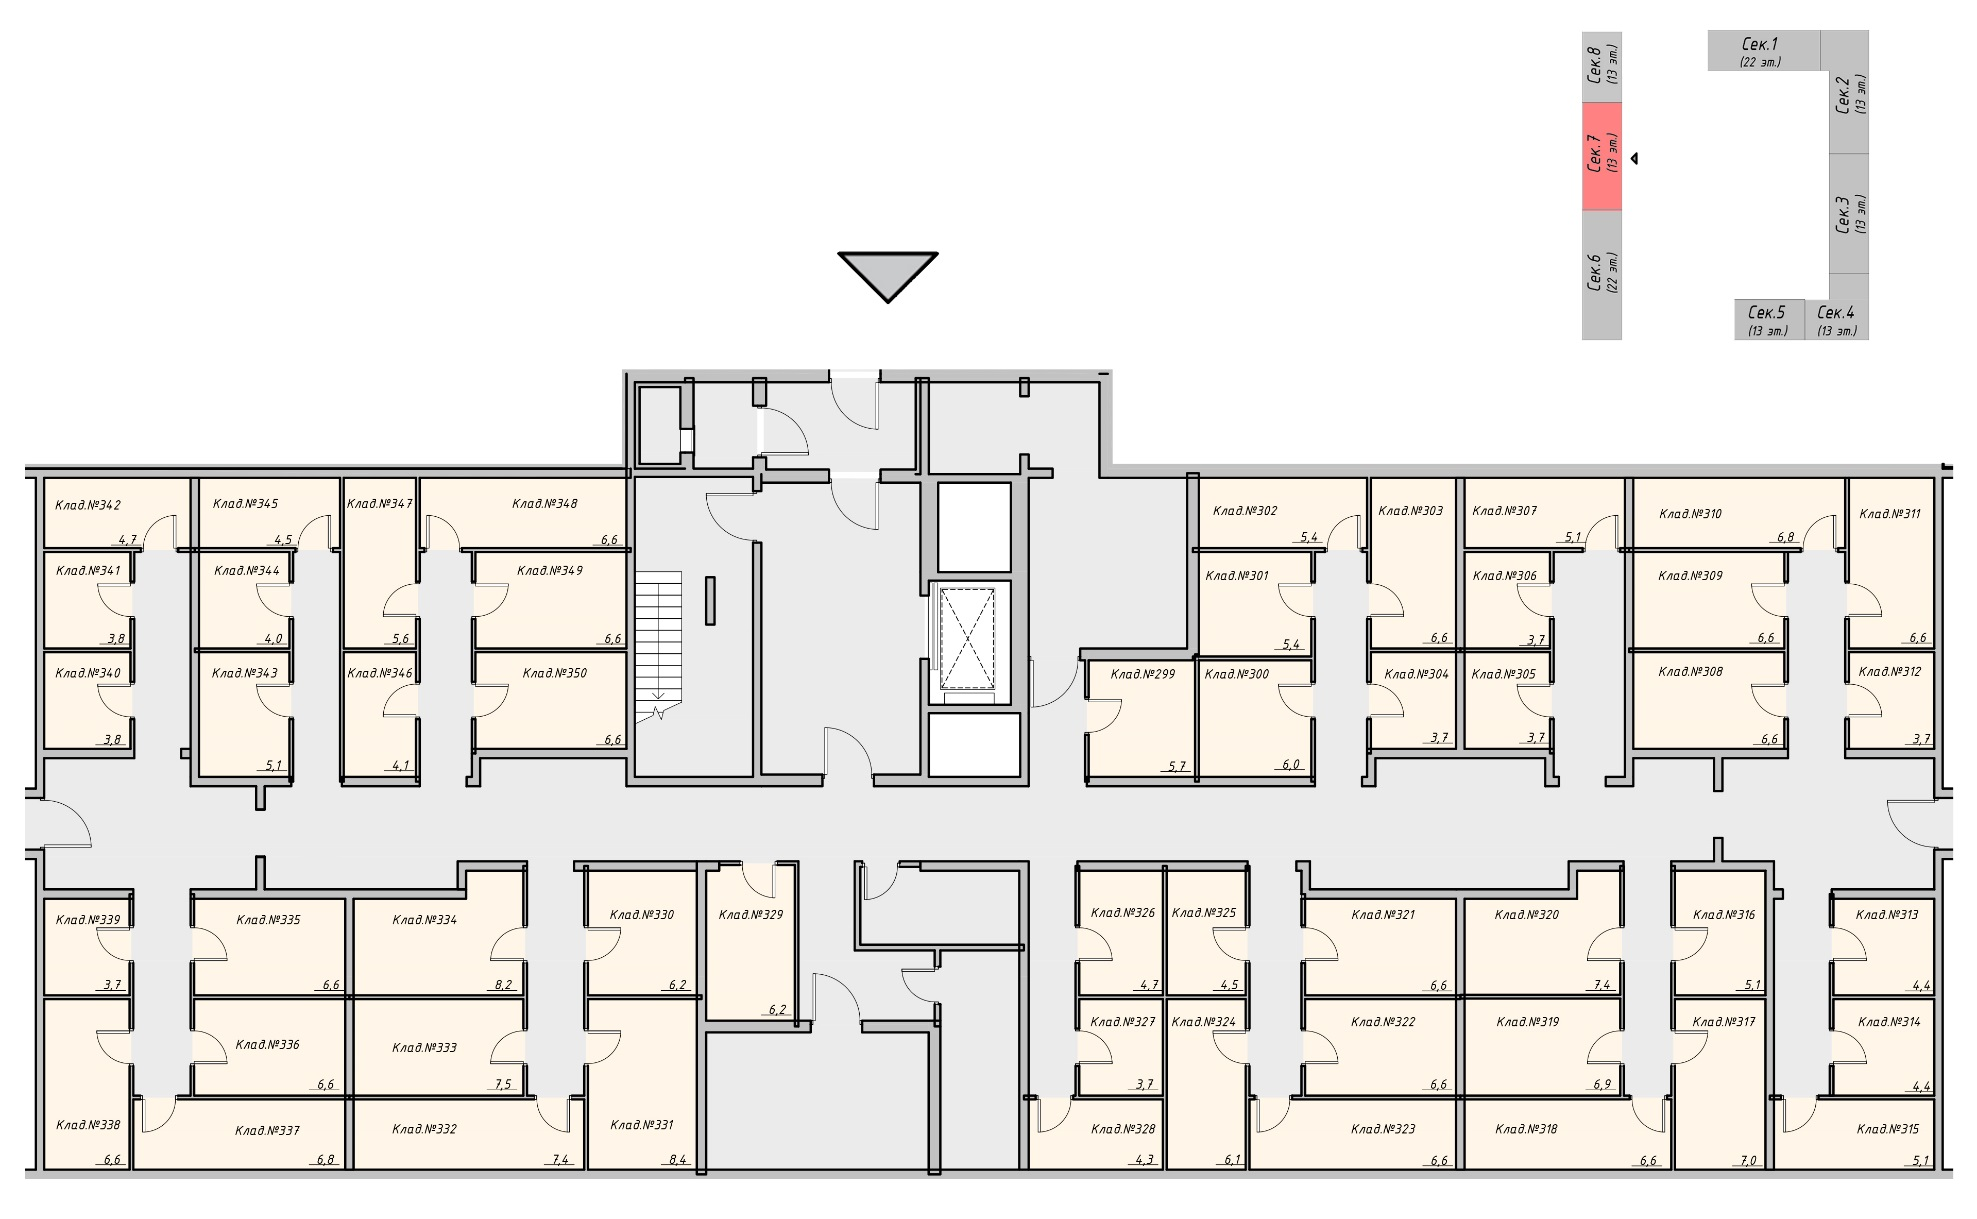 Сек.1
(22 эт.)
Сек.8
(13 эт.)
Сек.2
(13 эт.)
Сек.7
(13 эт.)
Сек.3
(13 эт.)
Сек.6
(22 эт.)
Сек.5
(13 эт.)
Сек.4
(13 эт.)
Клад.№342
4,7
Клад.№345
4,5
Клад.№347
5,6
Клад.№348
6,6
Клад.№302
5,4
Клад.№303
6,6
Клад.№307
5,1
Клад.№310
6,8
Клад.№311
6,6
Клад.№341
3,8
Клад.№344
4,0
Клад.№349
6,6
Клад.№301
5,4
Клад.№306
3,7
Клад.№309
6,6
Клад.№340
3,8
Клад.№343
5,1
Клад.№346
4,1
Клад.№350
6,6
Клад.№299
5,7
Клад.№300
6,0
Клад.№304
3,7
Клад.№305
3,7
Клад.№308
6,6
Клад.№312
3,7
Клад.№339
3,7
Клад.№335
6,6
Клад.№334
8,2
Клад.№330
6,2
Клад.№329
6,2
Клад.№326
4,7
Клад.№325
4,5
Клад.№321
6,6
Клад.№320
7,4
Клад.№316
5,1
Клад.№313
4,4
Клад.№336
6,6
Клад.№333
7,5
Клад.№327
3,7
Клад.№324
6,1
Клад.№322
6,6
Клад.№319
6,9
Клад.№317
7,0
Клад.№314
4,4
Клад.№338
6,6
Клад.№337
6,8
Клад.№332
7,4
Клад.№331
8,4
Клад.№328
4,3
Клад.№323
6,6
Клад.№318
6,6
Клад.№315
5,1